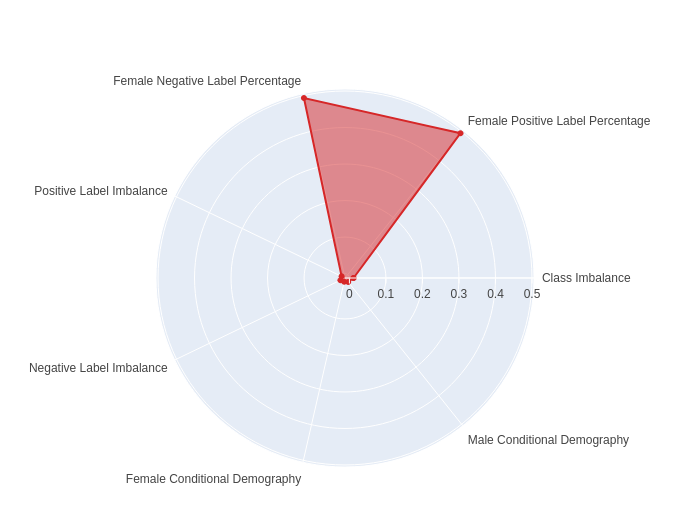 Female Negative Label Percentage
Female Positive Label Percentage
Positive Label Imbalance
Class Imbalance
0 0.1 0.2 0.3 0.4 0.5
Negative Label Imbalance
Male Conditional Demography
Female Conditional Demography